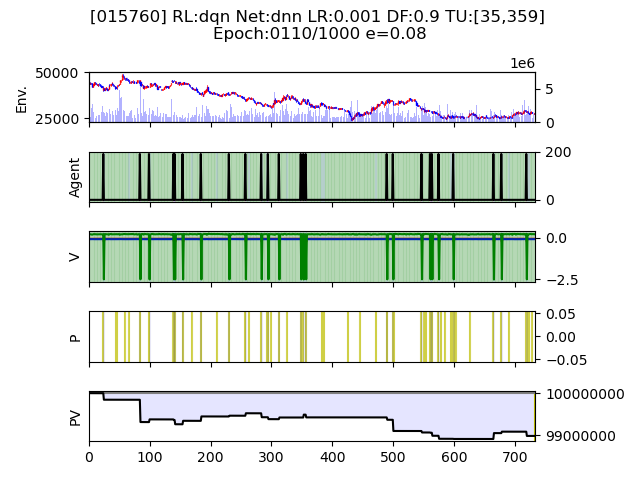 [015760] RL:dqn Net:dnn LR:0.001 DF:0.9 TU:[35,359]
Epoch:0110/1000 e=0.08
1e6
50000
25000
Env.
5
0
Agent
200
0
V
0.0
−2.5
P
0.05
0.00
−0.05
PV
100000000
99000000
0 100 200 300 400 500 600 700